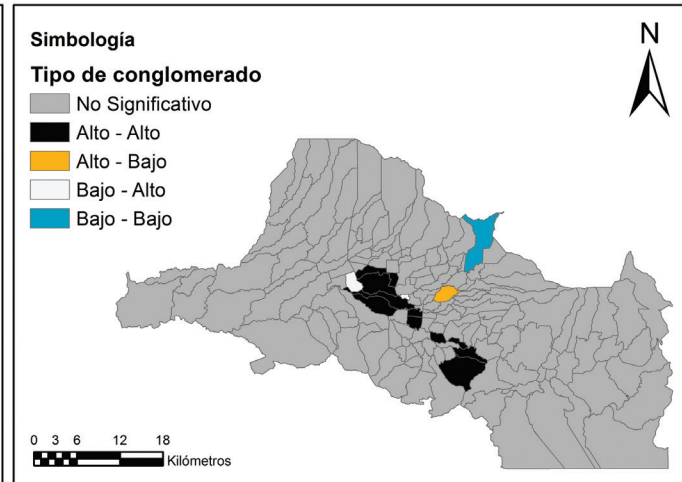 Simbología
N
Tipo de conglomerado
No Significativo
Alto - Alto
Alto - Bajo
Bajo - Alto
Bajo - Bajo
0 3 6 12 18
Kilómetros